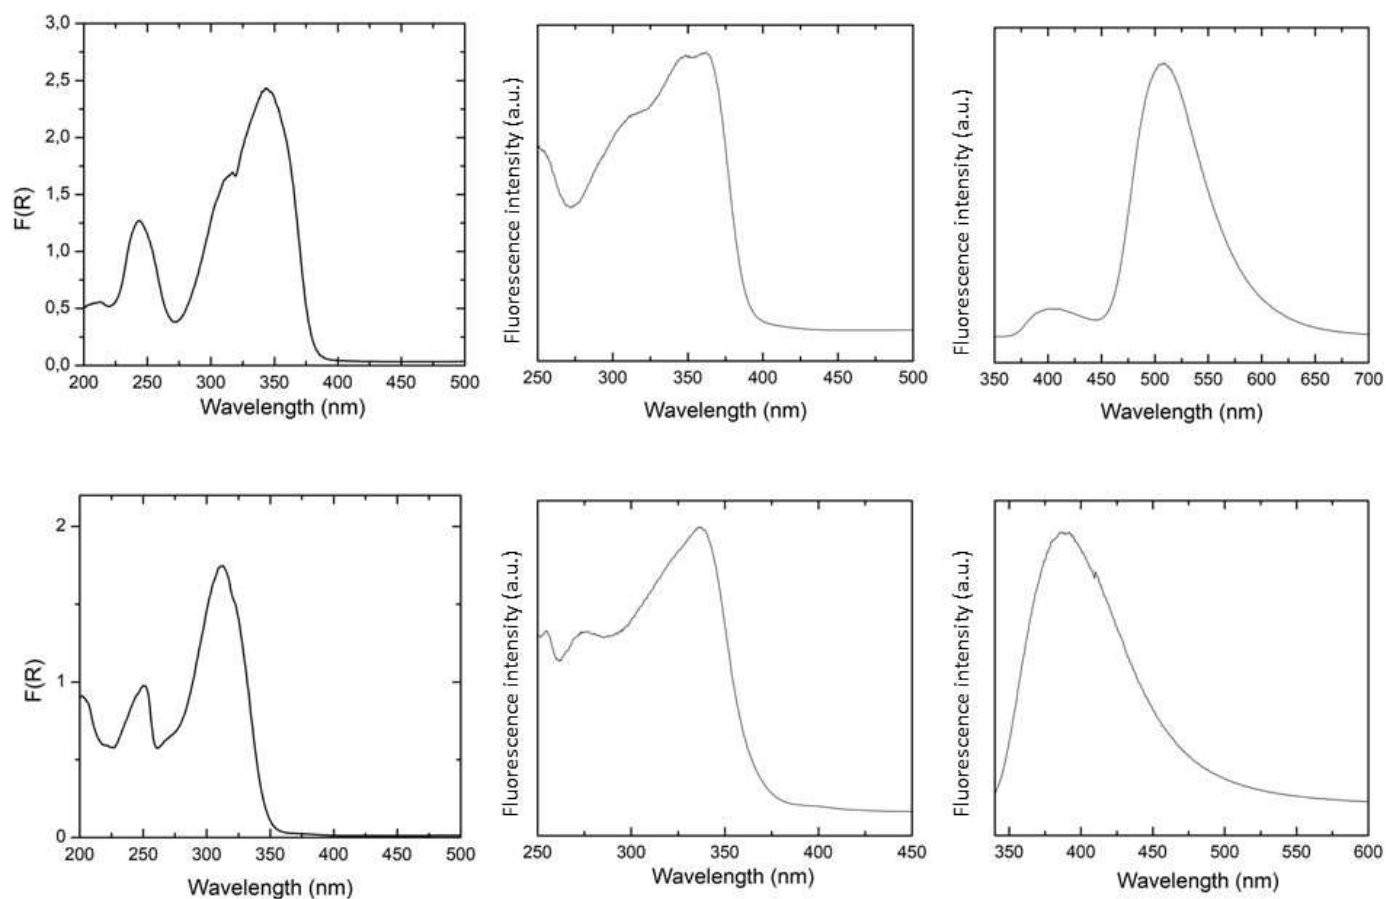 3,0
2,5
2,0
1,5
1,0
0,5
0,0
F(R)
200 250 300 350 400 450 500
Wavelength (nm)
Fluorescence intensity (a.u.)
250 300 350 400 450 500
Wavelength (nm)
Fluorescence intensity (a.u.)
350 400 450 500 550 600 650 700
Wavelength (nm)
2
1
0
F(R)
200 250 300 350 400 450 500
Wavelength (nm)
Fluorescence intensity (a.u.)
250 300 350 400 450
Wavelength (nm)
Fluorescence intensity (a.u.)
350 400 450 500 550 600
Wavelength (nm)